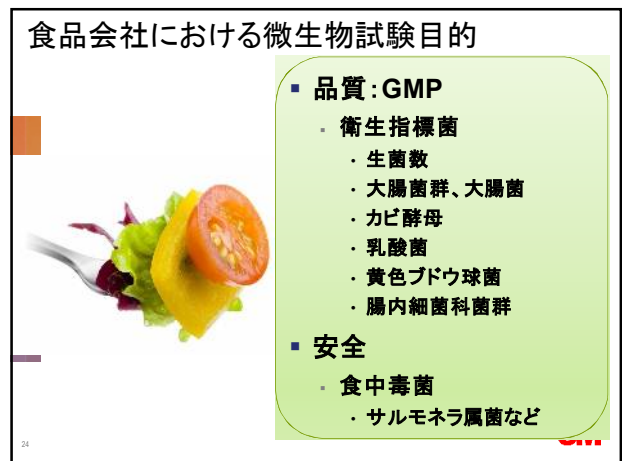 食品会社における微生物試験目的
品質：GMP
衛生指標菌
生菌数
大腸菌群、大腸菌
カビ酵母
乳酸菌
黄色ブドウ球菌
腸内細菌科菌群
安全
食中毒菌
サルモネラ属菌など
24